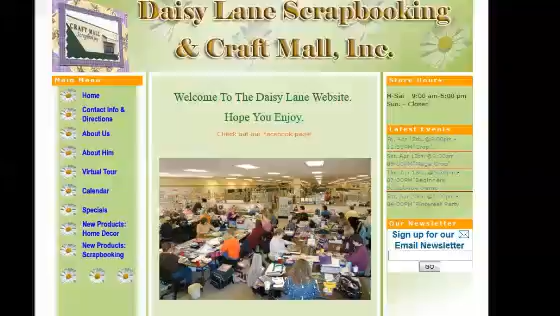 CRAFT MALL
Scrapbooking
Daisy Lane Scrapbooking
& Craft Mall, Inc.
Main Menu
Home
Contact Info &
Directions
About Us
About Him
Virtual Tour
Calendar
Specials
New Products:
Home Decor
New Products:
Scrapbooking
Welcome To The Daisy Lane Website.
Hope You Enjoy.
Check out our Facebook page!
Store Hours
M-Sat 9:00 am-5:00 pm
Sun. - Closed
Latest Events
Our Newsletter
Sign up for our
Email Newsletter
GO